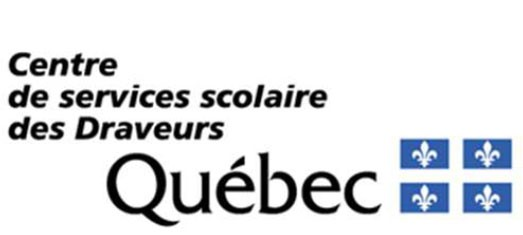 Centre
de services scolaire
des Draveurs
Québec